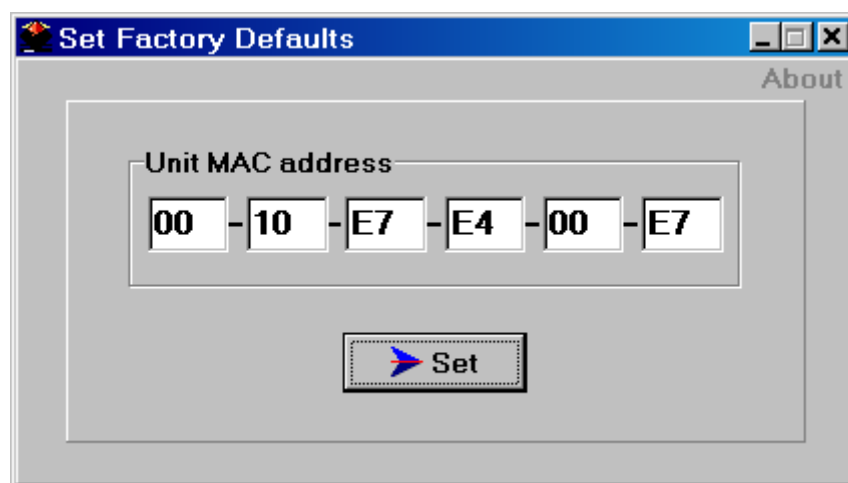 Set Factory Defaults
About
Unit MAC address
00-10-E7-E4-00-E7
Set